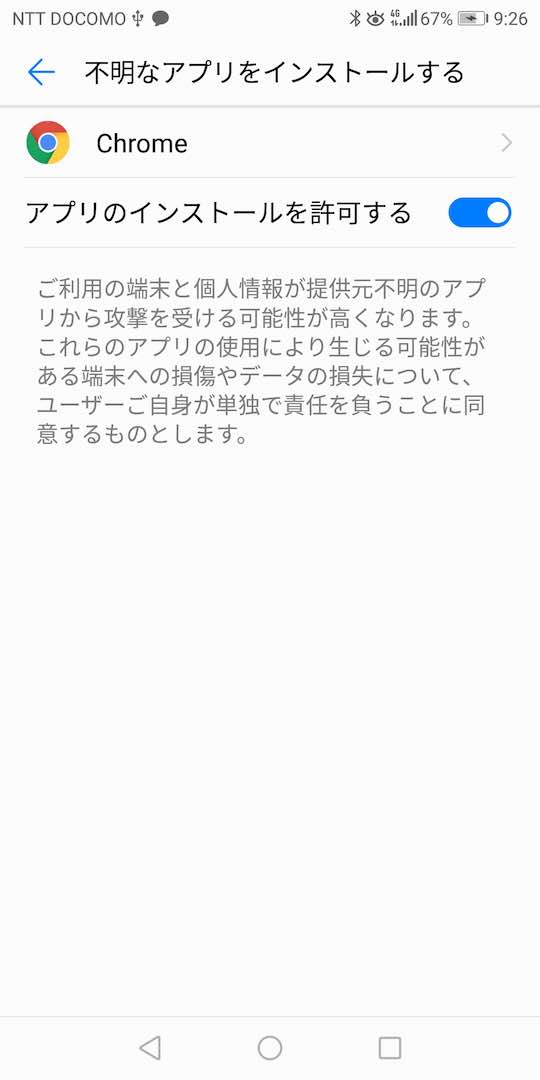 NTT DOCOMO 4G 67% 9:26
不明なアプリをインストールする
Chrome
アプリのインストールを許可する
ご利用の端末と個人情報が提供元不明のアプ
リから攻撃を受ける可能性が高くなります。
これらのアプリの使用により生じる可能性が
ある端末への損傷やデータの損失について、
ユーザーご自身が単独で責任を負うことに同
意するものとします。